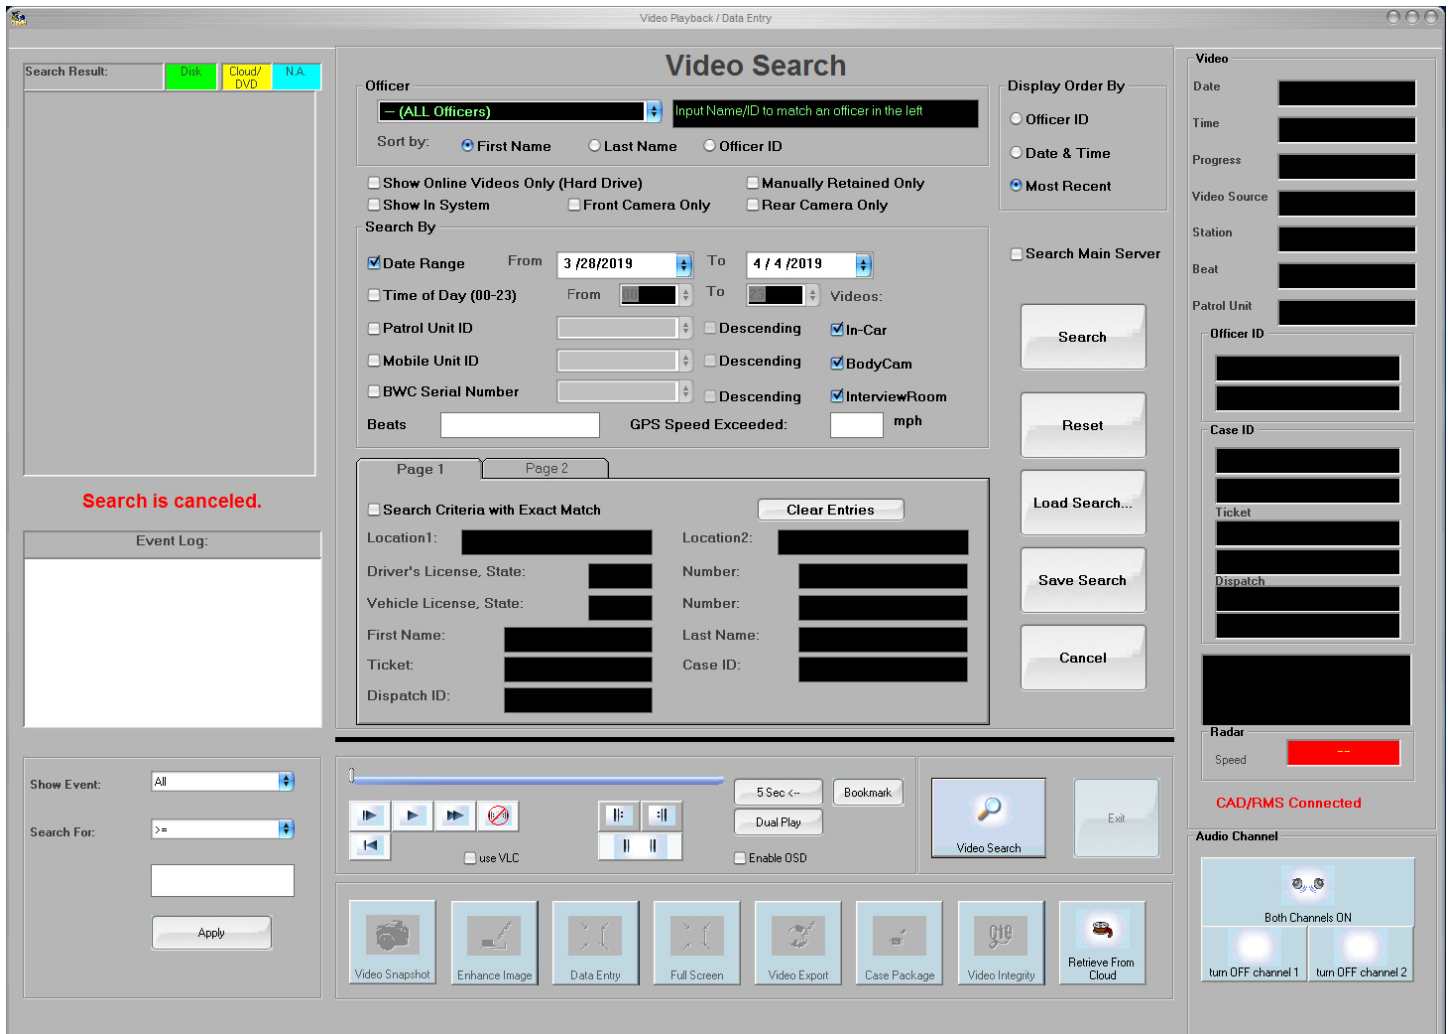 Video Playback / Data Entry
Search Result:
Disk
Cloud/
DVD
N.A.
Search is canceled.
Event Log:
Show Event:
All
Search For:
>=
Apply
Video Search
Officer
-- (ALL Officers)
Input Name/ID to match an officer in the left
Sort by:
First Name
Last Name
Officer ID
Display Order By
Officer ID
Date & Time
Most Recent
Show Online Videos Only (Hard Drive)
Manually Retained Only
Show In System
Front Camera Only
Rear Camera Only
Search By
Date Range
From
3 /28/2019
To
4 / 4 /2019
Time of Day (00-23)
From
00
To
23
Videos:
Patrol Unit ID
Descending
In-Car
Mobile Unit ID
Descending
BodyCam
BWC Serial Number
Descending
InterviewRoom
Beats
GPS Speed Exceeded:
mph
Search Main Server
Search
Reset
Load Search...
Save Search
Cancel
Page 1
Page 2
Search Criteria with Exact Match
Clear Entries
Location1:
Location2:
Driver's License, State:
Number:
Vehicle License, State:
Number:
First Name:
Last Name:
Ticket:
Case ID:
Dispatch ID:
5 Sec <--
Bookmark
Dual Play
use VLC
Enable OSD
Video Search
Exit
Video Snapshot
Enhance Image
Data Entry
Full Screen
Video Export
Case Package
Video Integrity
Retrieve From
Cloud
Video
Date
Time
Progress
Video Source
Station
Beat
Patrol Unit
Officer ID
Case ID
Ticket
Dispatch
Radar
Speed
--
CAD/RMS Connected
Audio Channel
Both Channels ON
turn OFF channel 1
turn OFF channel 2